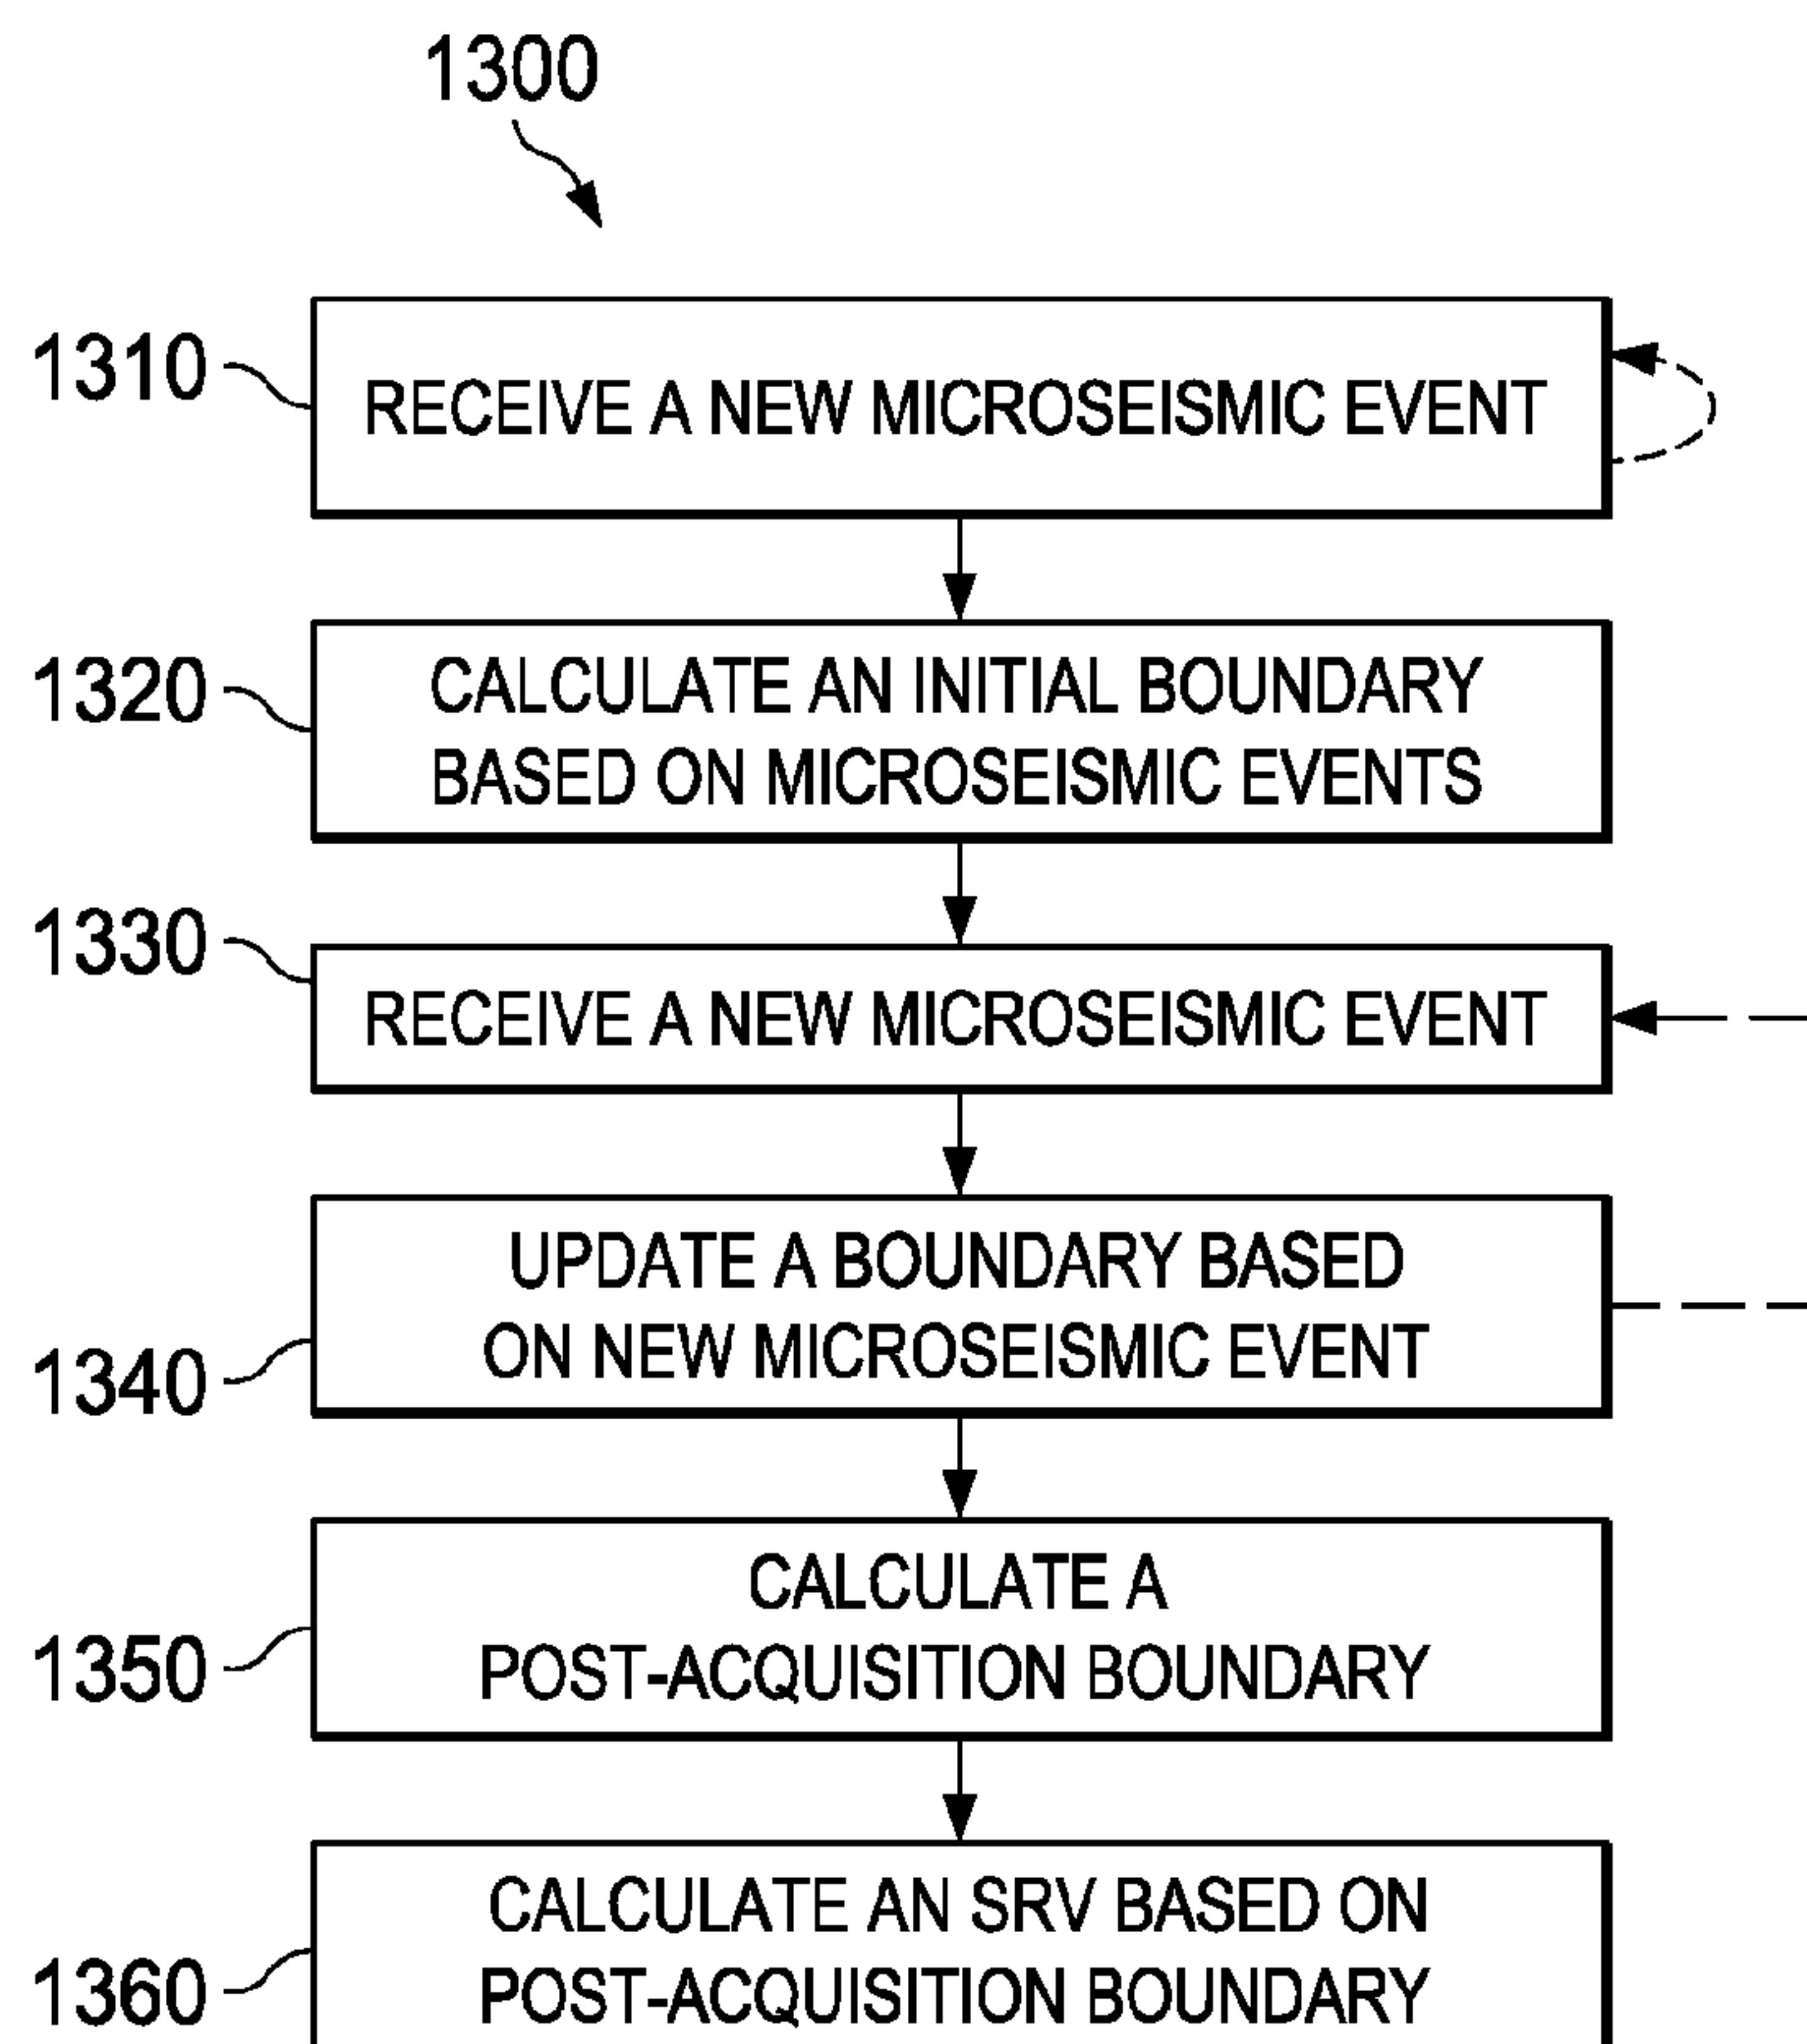 1300
1310
RECEIVE A NEW MICROSEISMIC EVENT
1320
CALCULATE AN INITIAL BOUNDARY
BASED ON MICROSEISMIC EVENTS
1330
RECEIVE A NEW MICROSEISMIC EVENT
1340
UPDATE A BOUNDARY BASED
ON NEW MICROSEISMIC EVENT
1350
CALCULATE A
POST-ACQUISITION BOUNDARY
1360
CALCULATE AN SRV BASED ON
POST-ACQUISITION BOUNDARY